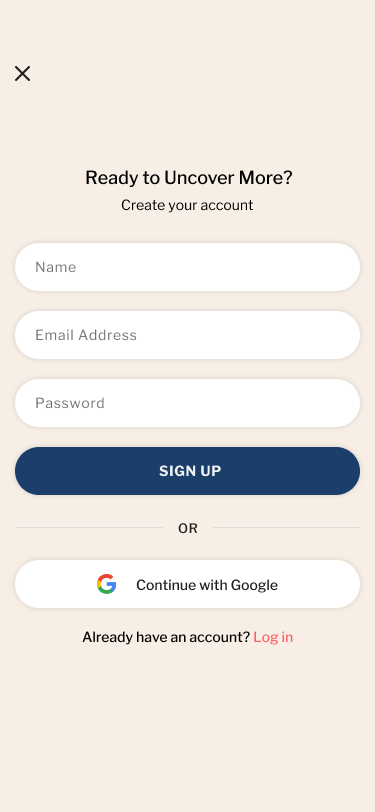 Ready to Uncover More?
Create your account
Name
Email Address
Password
SIGN UP
OR
Continue with Google
Already have an account? Log in